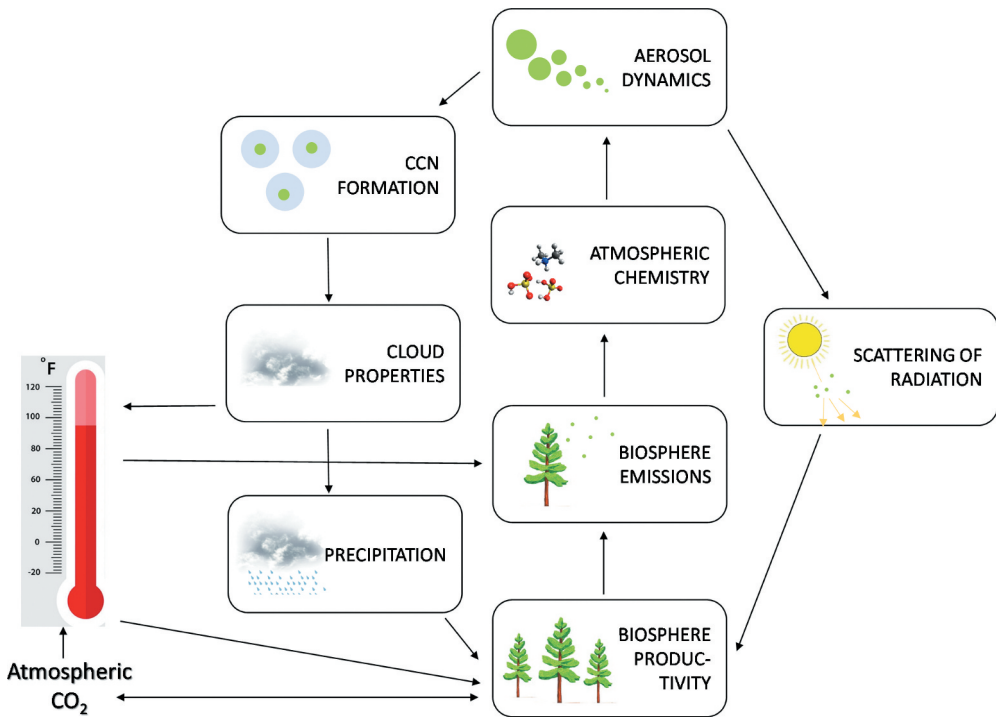 AEROSOL
DYNAMICS
CCN
FORMATION
ATMOSPHERIC
CHEMISTRY
CLOUD
PROPERTIES
SCATTERING OF
RADIATION
°F
120
100
80
60
40
20
0
-20
BIOSPHERE
EMISSIONS
PRECIPITATION
BIOSPHERE
PRODUC-
TIVITY
Atmospheric
CO₂